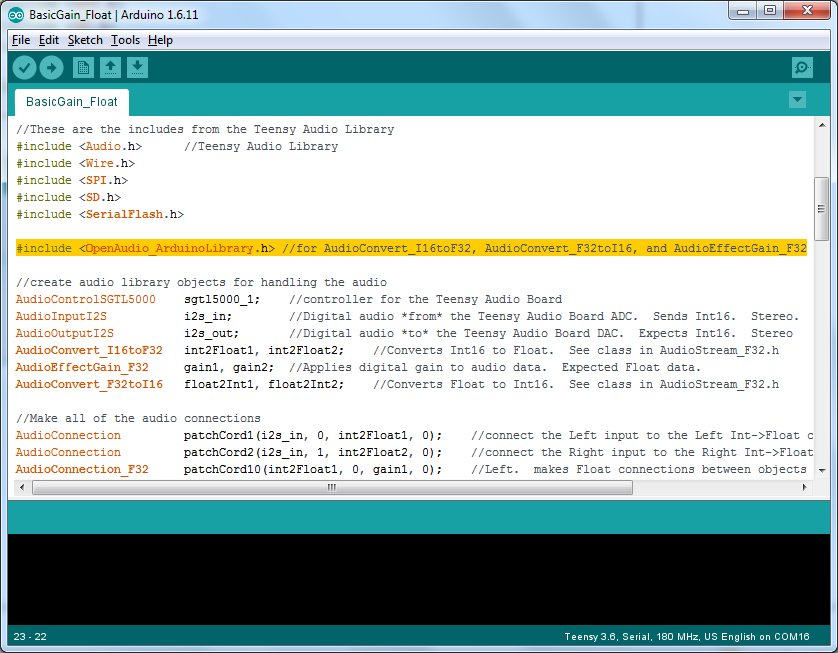 BasicGain_Float | Arduino 1.6.11
File Edit Sketch Tools Help
BasicGain_Float
//These are the includes from the Teensy Audio Library
#include <Audio.h>      //Teensy Audio Library
#include <Wire.h>
#include <SPI.h>
#include <SD.h>
#include <SerialFlash.h>
#include <OpenAudio_ArduinoLibrary.h> //for AudioConvert_I16toF32, AudioConvert_F32toI16, and AudioEffectGain_F32
//create audio library objects for handling the audio
AudioControlSGTL5000    sgtl5000_1;    //controller for the Teensy Audio Board
AudioInputI2S           i2s_in;        //Digital audio *from* the Teensy Audio Board ADC.  Sends Int16.  Stereo.
AudioOutputI2S          i2s_out;       //Digital audio *to* the Teensy Audio Board DAC.  Expects Int16.  Stereo
AudioConvert_I16toF32   int2Float1, int2Float2;    //Converts Int16 to Float.  See class in AudioStream_F32.h
AudioEffectGain_F32     gain1, gain2;  //Applies digital gain to audio data.  Expected Float data.
AudioConvert_F32toI16   float2Int1, float2Int2;    //Converts Float to Int16.  See class in AudioStream_F32.h
//Make all of the audio connections
AudioConnection         patchCord1(i2s_in, 0, int2Float1, 0);    //connect the Left input to the Left Int->Float c
AudioConnection         patchCord2(i2s_in, 1, int2Float2, 0);    //connect the Right input to the Right Int->Float
AudioConnection_F32     patchCord10(int2Float1, 0, gain1, 0);    //Left.  makes Float connections between objects
23 - 22
Teensy 3.6, Serial, 180 MHz, US English on COM16